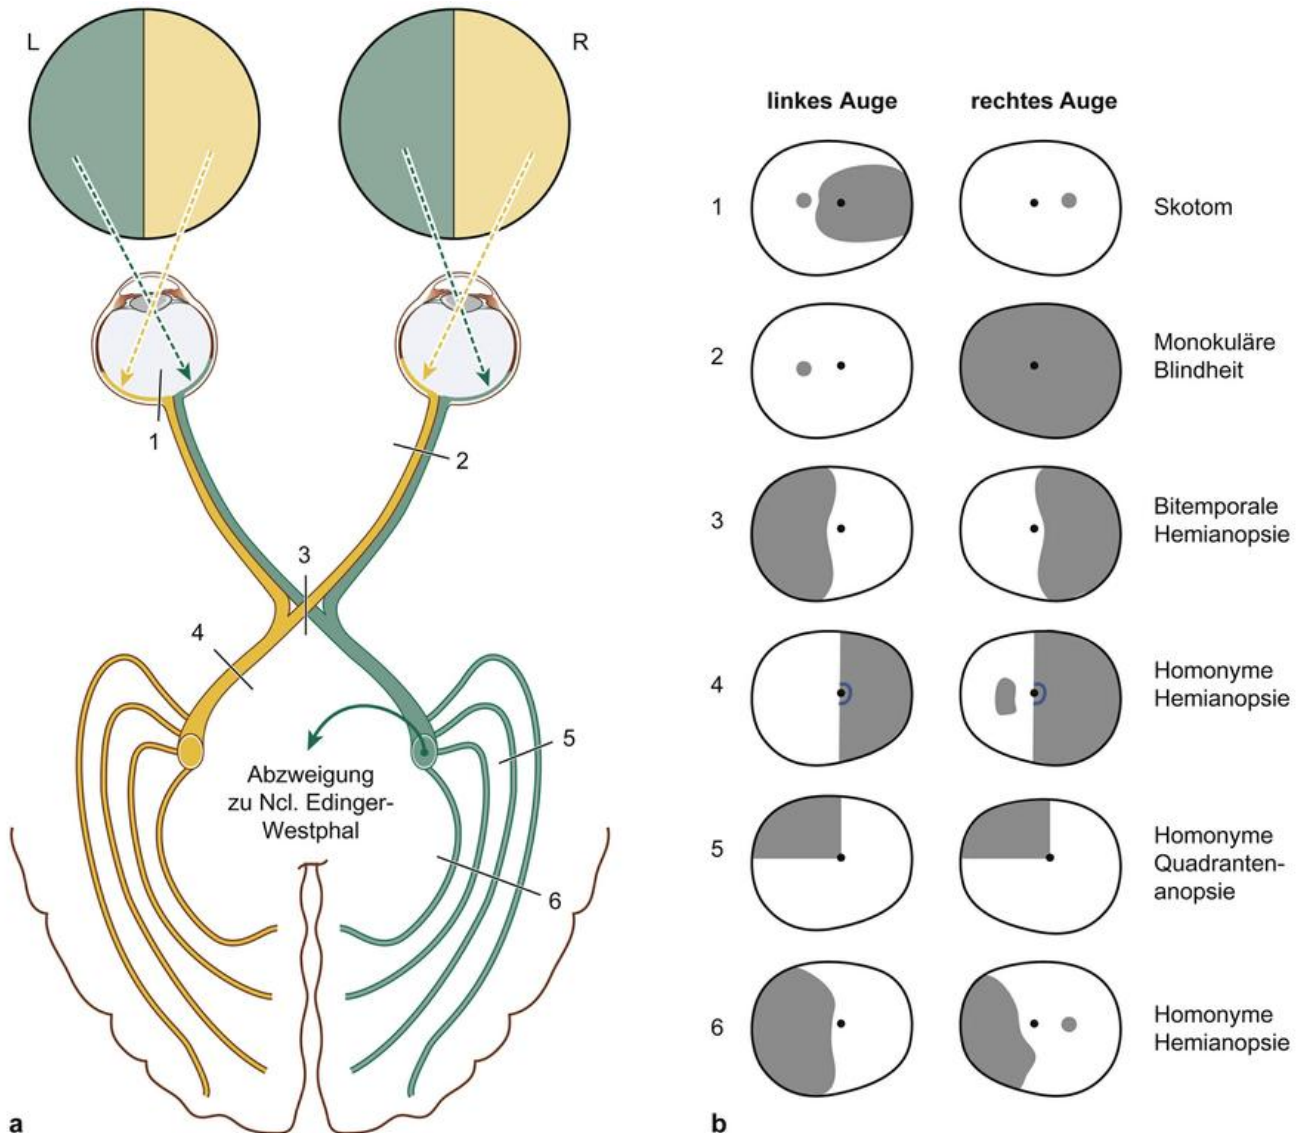 L
R
1
2
3
4
5
6
Abzweigung
zu Ncl. Edinger-
Westphal
a
linkes Auge
rechtes Auge
1
Skotom
2
Monokuläre
Blindheit
3
Bitemporale
Hemianopsie
4
Homonyme
Hemianopsie
5
Homonyme
Quadranten-
anopsie
6
Homonyme
Hemianopsie
b